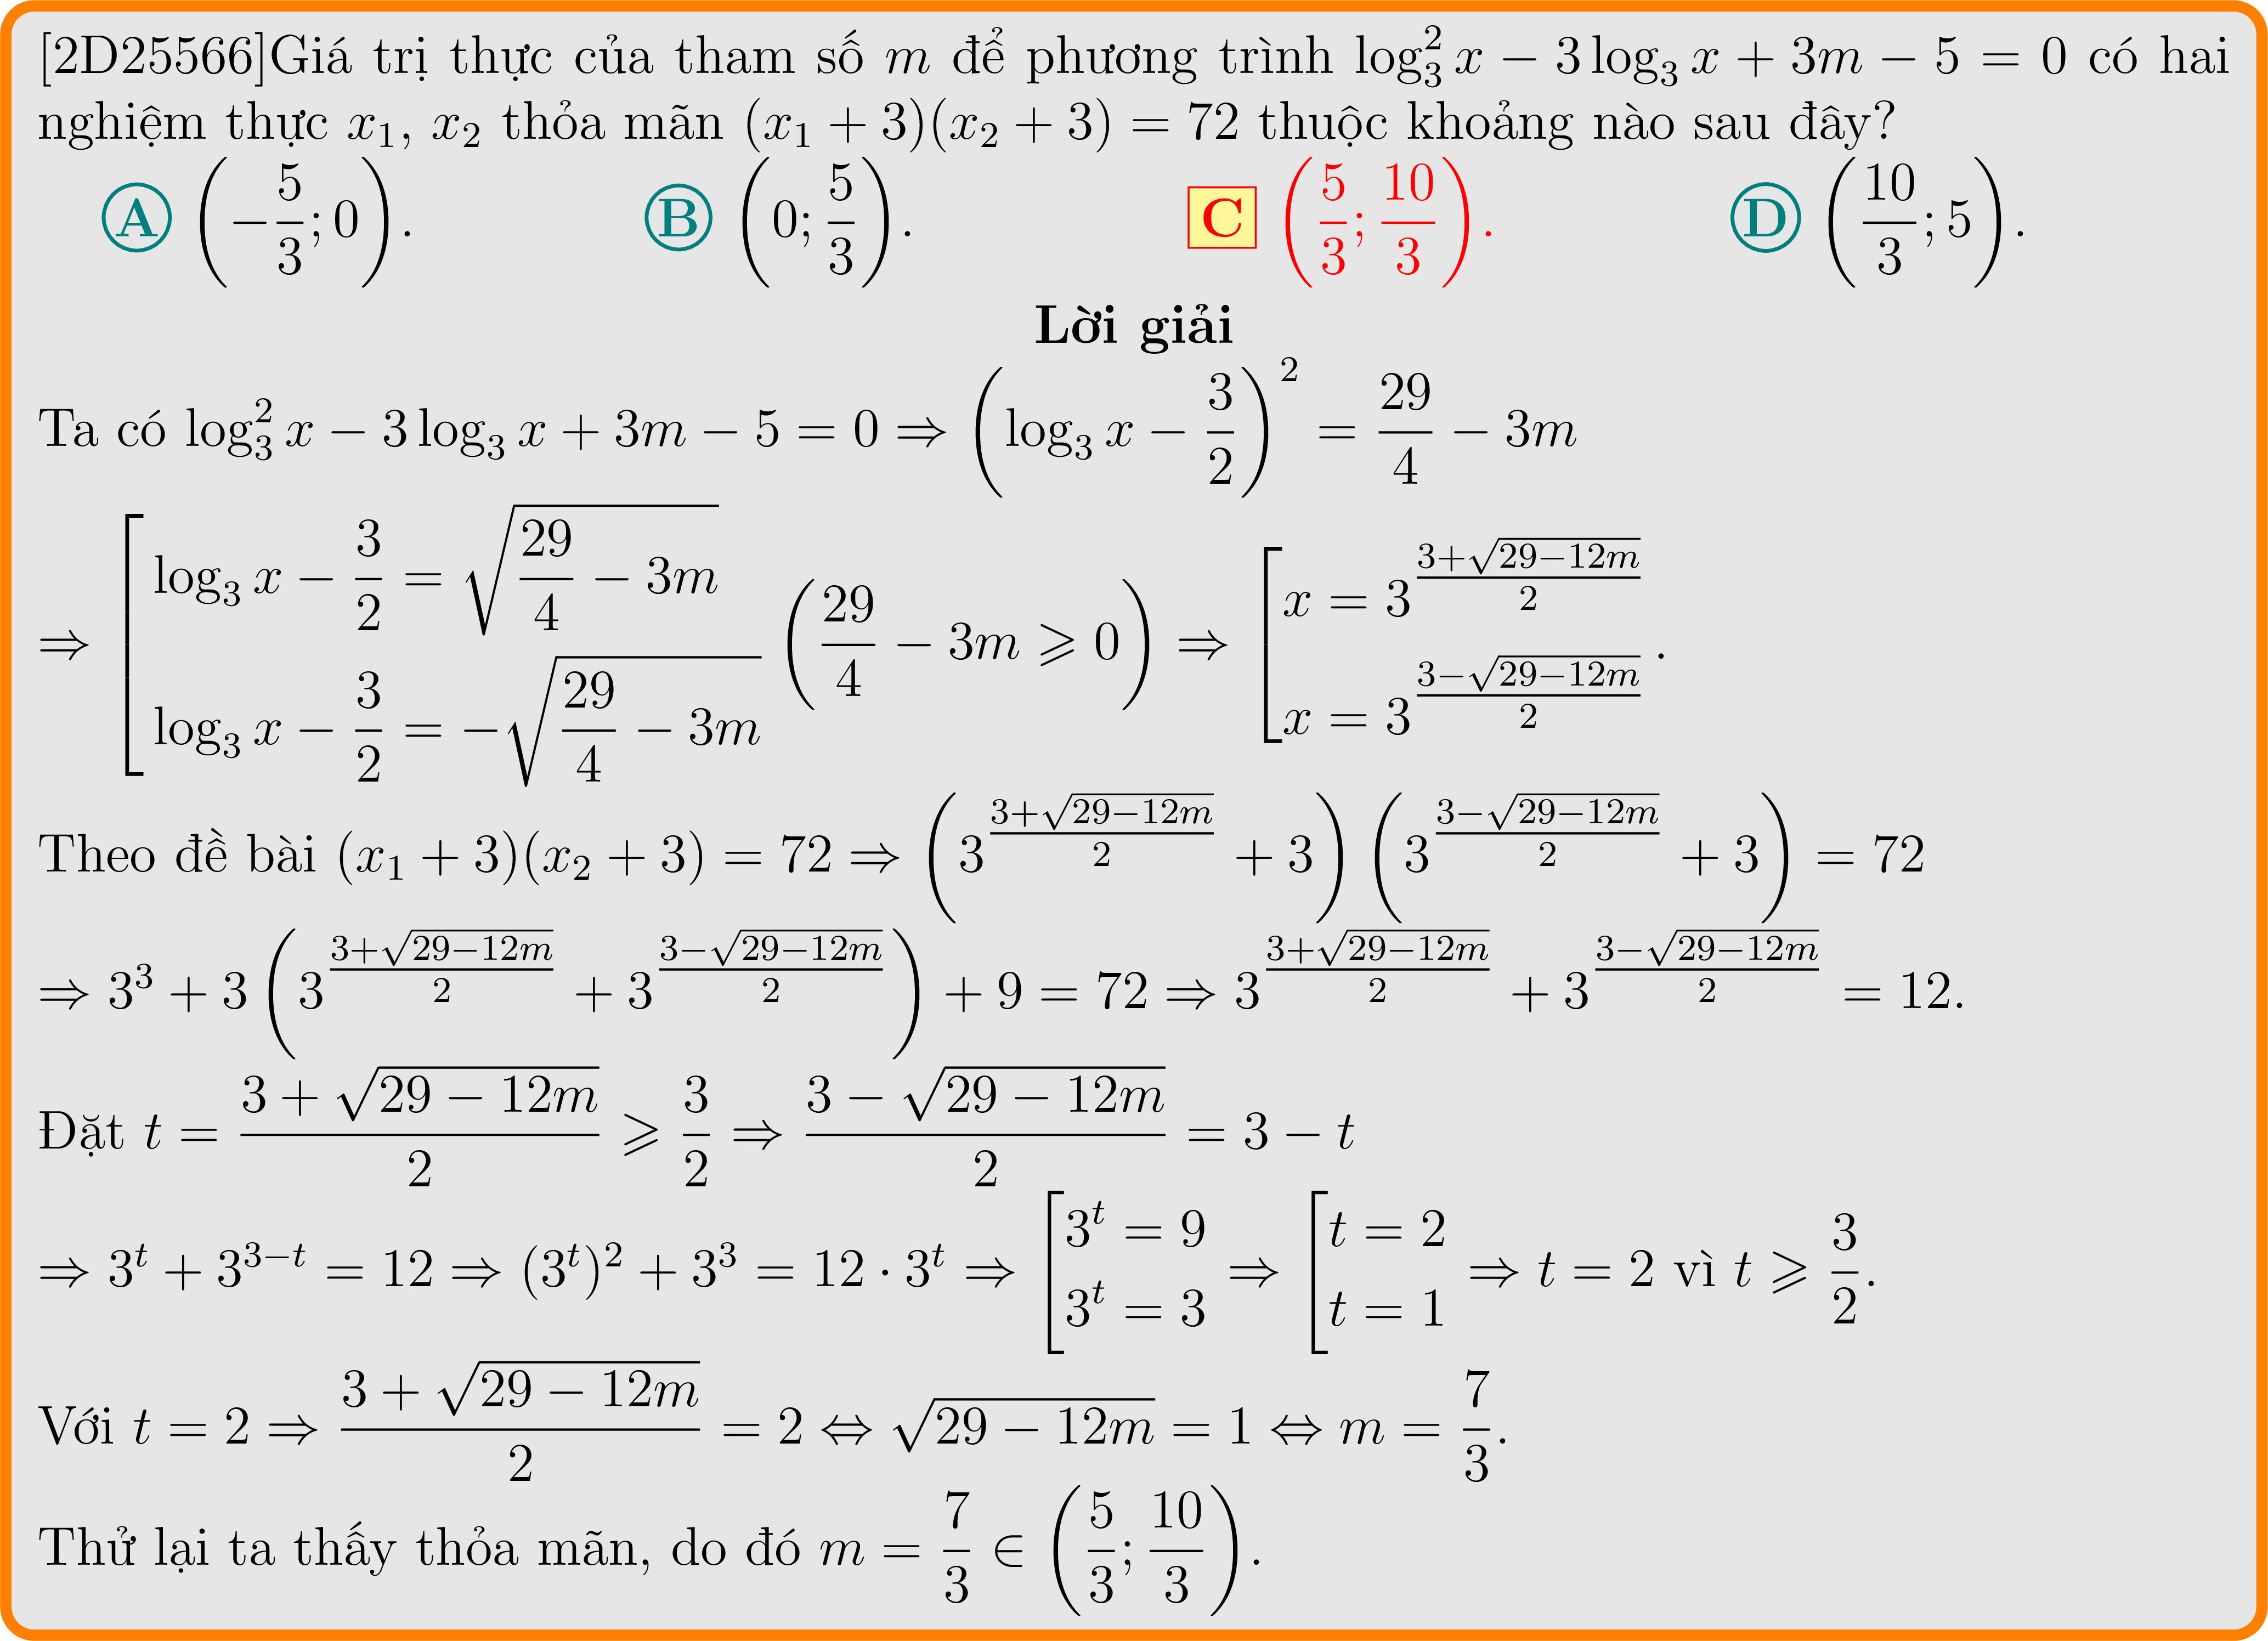 [2D25566]Giá trị thực của tham số $m$ để phương trình $\log_3^2 x - 3\log_3 x + 3m - 5 = 0$ có hai
nghiệm thực $x_1$, $x_2$ thỏa mãn $(x_1 + 3)(x_2 + 3) = 72$ thuộc khoảng nào sau đây?
A $\left(-\frac{5}{3}; 0\right)$. B $\left(0; \frac{5}{3}\right)$. C $\left(\frac{5}{3}; \frac{10}{3}\right)$. D $\left(\frac{10}{3}; 5\right)$.
Lời giải
Ta có $\log_3^2 x - 3\log_3 x + 3m - 5 = 0 \Rightarrow \left(\log_3 x - \frac{3}{2}\right)^2 = \frac{29}{4} - 3m$
$\Rightarrow \left[\begin{array}{l} \log_3 x - \frac{3}{2} = \sqrt{\frac{29}{4} - 3m} \\ \log_3 x - \frac{3}{2} = -\sqrt{\frac{29}{4} - 3m} \end{array}\right. \left(\frac{29}{4} - 3m \geqslant 0\right) \Rightarrow \left[\begin{array}{l} x = 3^{\frac{3+\sqrt{29-12m}}{2}} \\ x = 3^{\frac{3-\sqrt{29-12m}}{2}} \end{array}\right.$.
Theo đề bài $(x_1 + 3)(x_2 + 3) = 72 \Rightarrow \left(3^{\frac{3+\sqrt{29-12m}}{2}} + 3\right)\left(3^{\frac{3-\sqrt{29-12m}}{2}} + 3\right) = 72$
$\Rightarrow 3^3 + 3\left(3^{\frac{3+\sqrt{29-12m}}{2}} + 3^{\frac{3-\sqrt{29-12m}}{2}}\right) + 9 = 72 \Rightarrow 3^{\frac{3+\sqrt{29-12m}}{2}} + 3^{\frac{3-\sqrt{29-12m}}{2}} = 12.$
Đặt $t = \frac{3 + \sqrt{29 - 12m}}{2} \geqslant \frac{3}{2} \Rightarrow \frac{3 - \sqrt{29 - 12m}}{2} = 3 - t$
$\Rightarrow 3^t + 3^{3-t} = 12 \Rightarrow (3^t)^2 + 3^3 = 12 \cdot 3^t \Rightarrow \left[\begin{array}{l} 3^t = 9 \\ 3^t = 3 \end{array}\right. \Rightarrow \left[\begin{array}{l} t = 2 \\ t = 1 \end{array}\right. \Rightarrow t = 2$ vì $t \geqslant \frac{3}{2}$.
Với $t = 2 \Rightarrow \frac{3 + \sqrt{29 - 12m}}{2} = 2 \Leftrightarrow \sqrt{29 - 12m} = 1 \Leftrightarrow m = \frac{7}{3}$.
Thử lại ta thấy thỏa mãn, do đó $m = \frac{7}{3} \in \left(\frac{5}{3}; \frac{10}{3}\right)$.